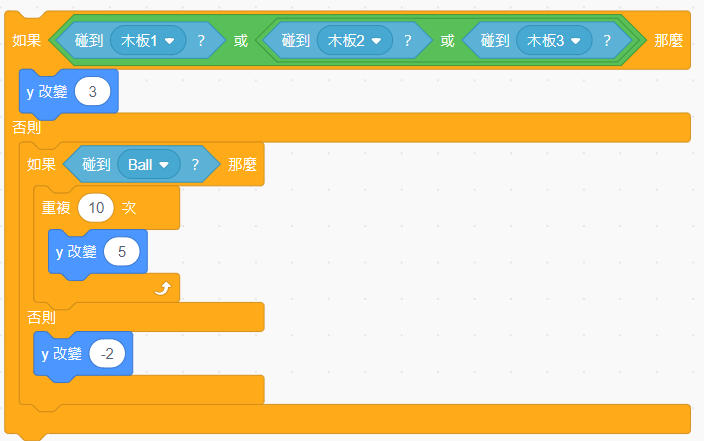 如果 碰到 木板1 ? 或 碰到 木板2 ? 或 碰到 木板3 ? 那麼
y 改變 3
否則
如果 碰到 Ball ? 那麼
重複 10 次
y 改變 5
否則
y 改變 -2